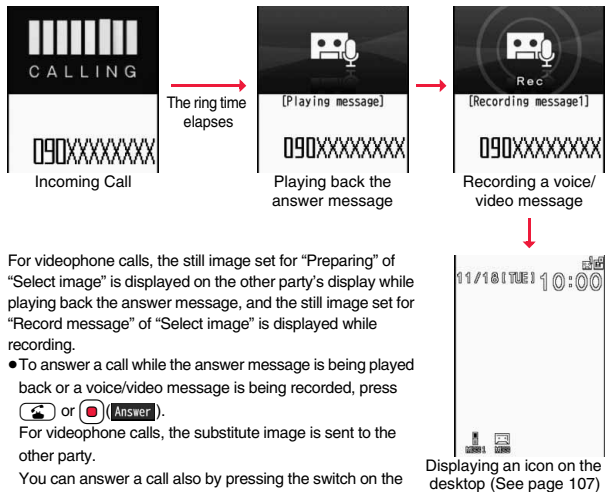 CALLING
090XXXXXXXX
Incoming Call
The ring time
elapses
[Playing message]
090XXXXXXXX
Playing back the
answer message
Rec
[Recording message1]
090XXXXXXXX
Recording a voice/
video message
For videophone calls, the still image set for “Preparing” of
“Select image” is displayed on the other party’s display while
playing back the answer message, and the still image set for
“Record message” of “Select image” is displayed while
recording.
●To answer a call while the answer message is being played
back or a voice/video message is being recorded, press
or (Answer).
For videophone calls, the substitute image is sent to the
other party.
You can answer a call also by pressing the switch on the
11/18[TUE] 10:00
Displaying an icon on the
desktop (See page 107)